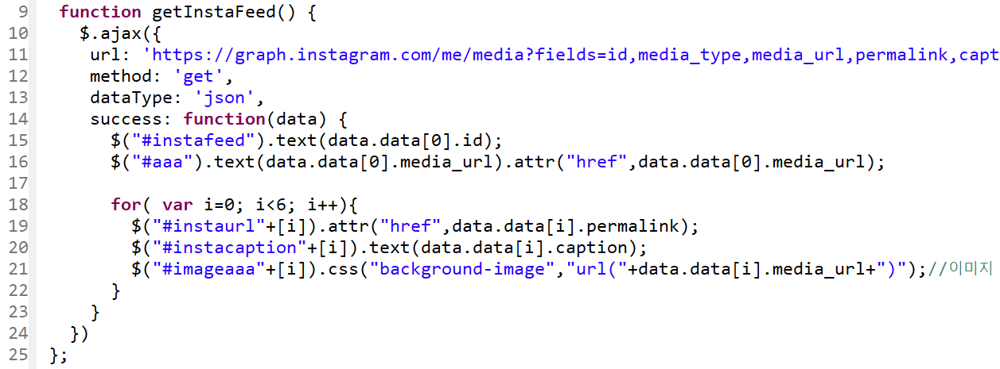 9 function getInstaFeed() {
10 $.ajax({
11 url: 'https://graph.instagram.com/me/media?fields=id,media_type,media_url,permalink,capt
12 method: 'get',
13 dataType: 'json',
14 success: function(data) {
15 $("#instafeed").text(data.data[0].id);
16 $("#aaa").text(data.data[0].media_url).attr("href",data.data[0].media_url);
17
18 for( var i=0; i<6; i++){
19 $("#instaurl"+[i]).attr("href",data.data[i].permalink);
20 $("#instacaption"+[i]).text(data.data[i].caption);
21 $("#imageaaa"+[i]).css("background-image","url("+data.data[i].media_url+")");//이미지
22 }
23 }
24 })
25 };